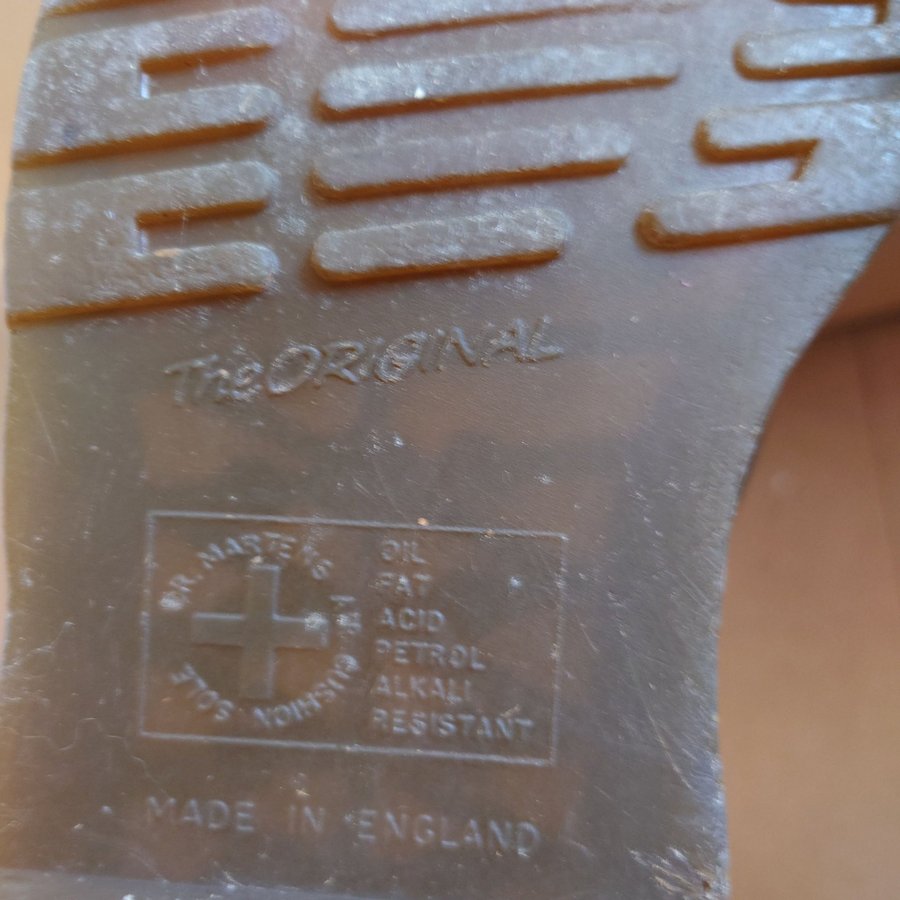 The ORIGINAL
DR. MARTENS AIR CUSHION SOLE
OIL
FAT
ACID
PETROL
ALKALI
RESISTANT
MADE IN ENGLAND